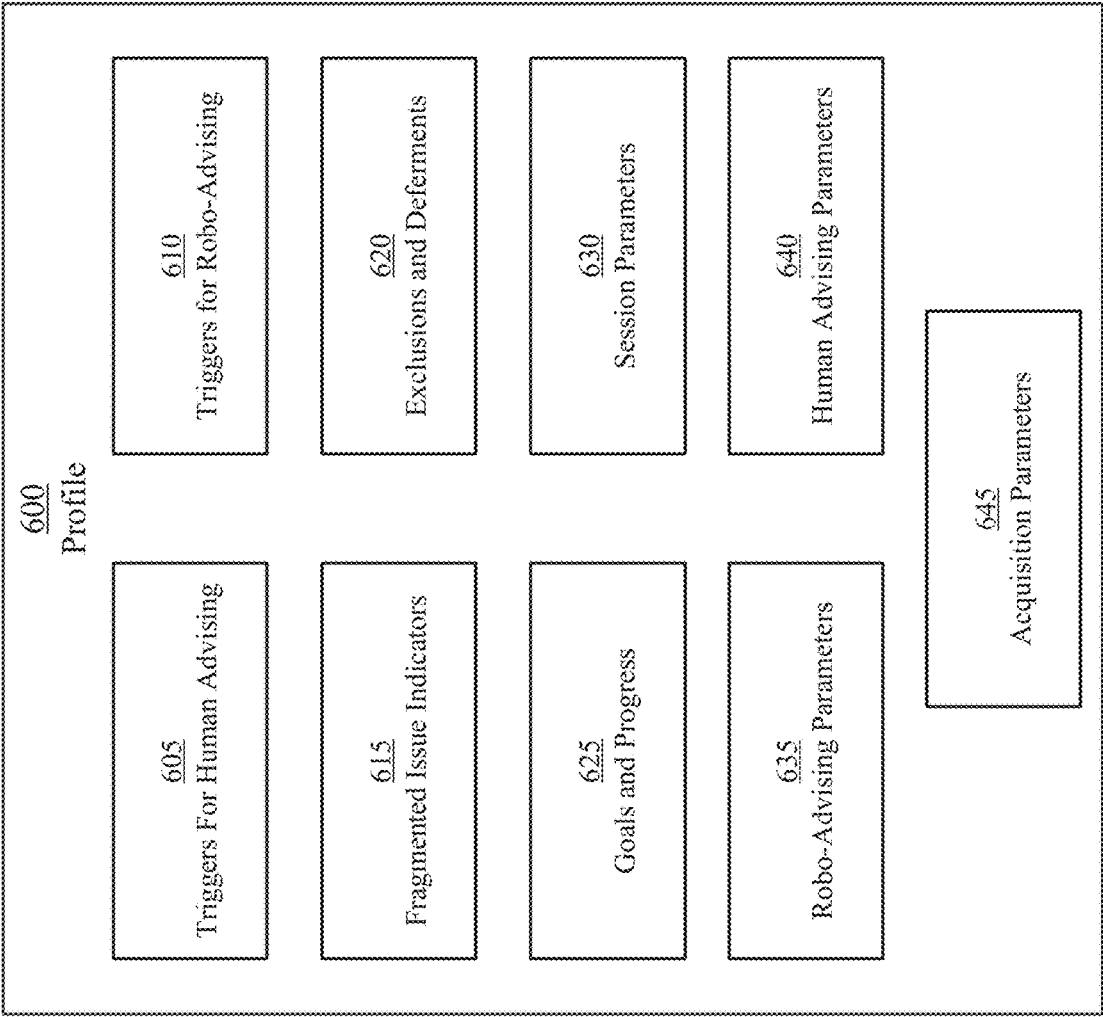 600
Profile
605
Triggers For Human Advising
610
Triggers for Robo-Advising
615
Fragmented Issue Indicators
620
Exclusions and Deferments
625
Goals and Progress
630
Session Parameters
635
Robo-Advising Parameters
640
Human Advising Parameters
645
Acquisition Parameters